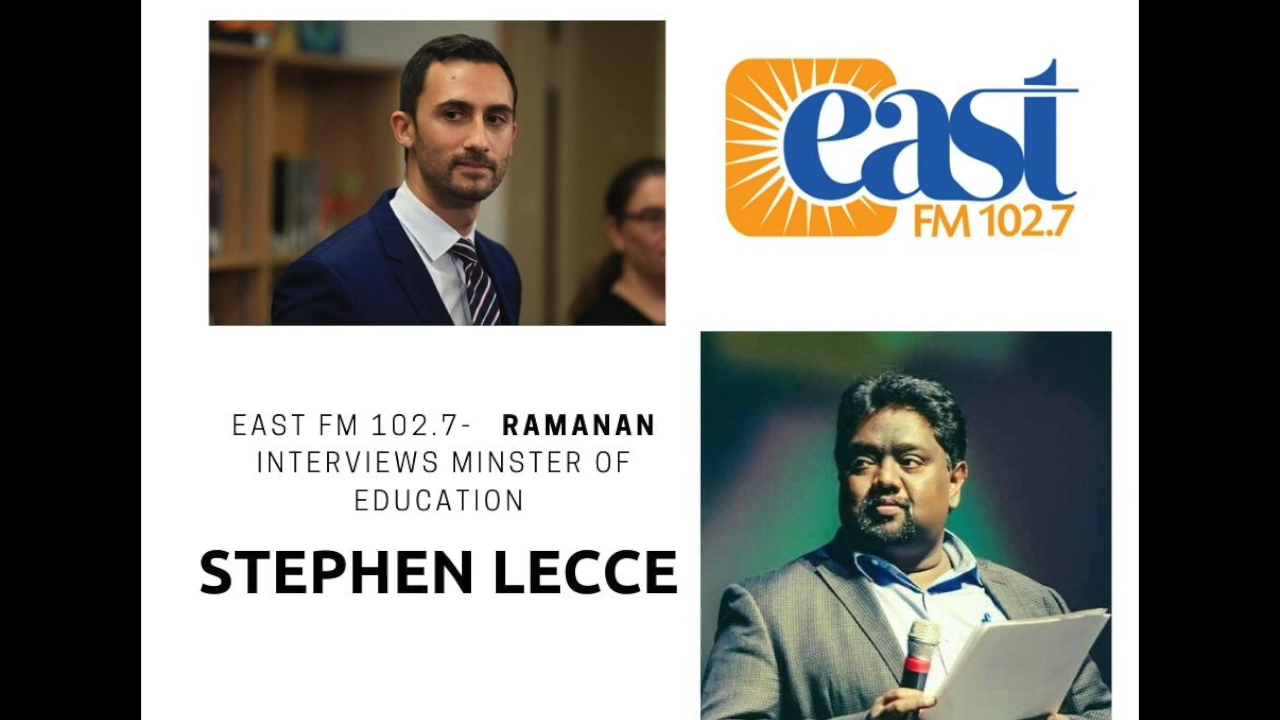 east
FM 102.7
EAST FM 102.7- RAMANAN
INTERVIEWS MINSTER OF
EDUCATION
STEPHEN LECCE